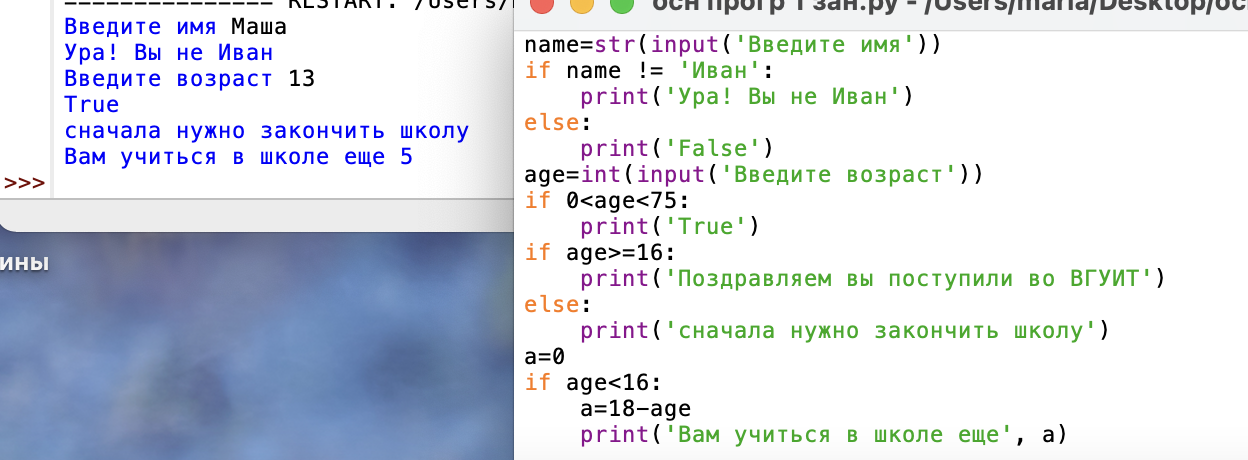 RESTART: /Users/
Введите имя Маша
Ура! Вы не Иван
Введите возраст 13
True
сначала нужно закончить школу
Вам учиться в школе еще 5
>>>
ины
осн прогр 1 зан.py - /Users/maria/Desktop/ос
name=str(input('Введите имя'))
if name != 'Иван':
    print('Ура! Вы не Иван')
else:
    print('False')
age=int(input('Введите возраст'))
if 0<age<75:
    print('True')
if age>=16:
    print('Поздравляем вы поступили во ВГУИТ')
else:
    print('сначала нужно закончить школу')
a=0
if age<16:
    a=18-age
    print('Вам учиться в школе еще', a)